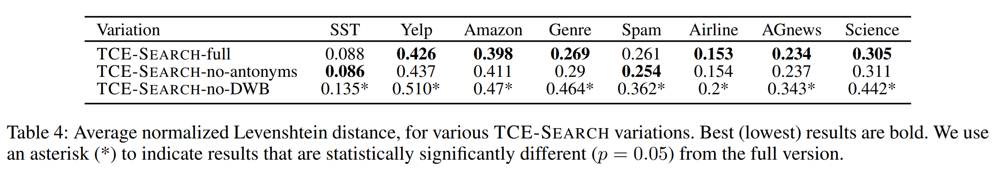 Variation SST Yelp Amazon Genre Spam Airline AGnews Science
TCE-SEARCH-full 0.088 0.426 0.398 0.269 0.261 0.153 0.234 0.305
TCE-SEARCH-no-antonyms 0.086 0.437 0.411 0.29 0.254 0.154 0.237 0.311
TCE-SEARCH-no-DWB 0.135* 0.510* 0.47* 0.464* 0.362* 0.2* 0.343* 0.442*
Table 4: Average normalized Levenshtein distance, for various TCE-SEARCH variations. Best (lowest) results are bold. We use
an asterisk (*) to indicate results that are statistically significantly different (p = 0.05) from the full version.